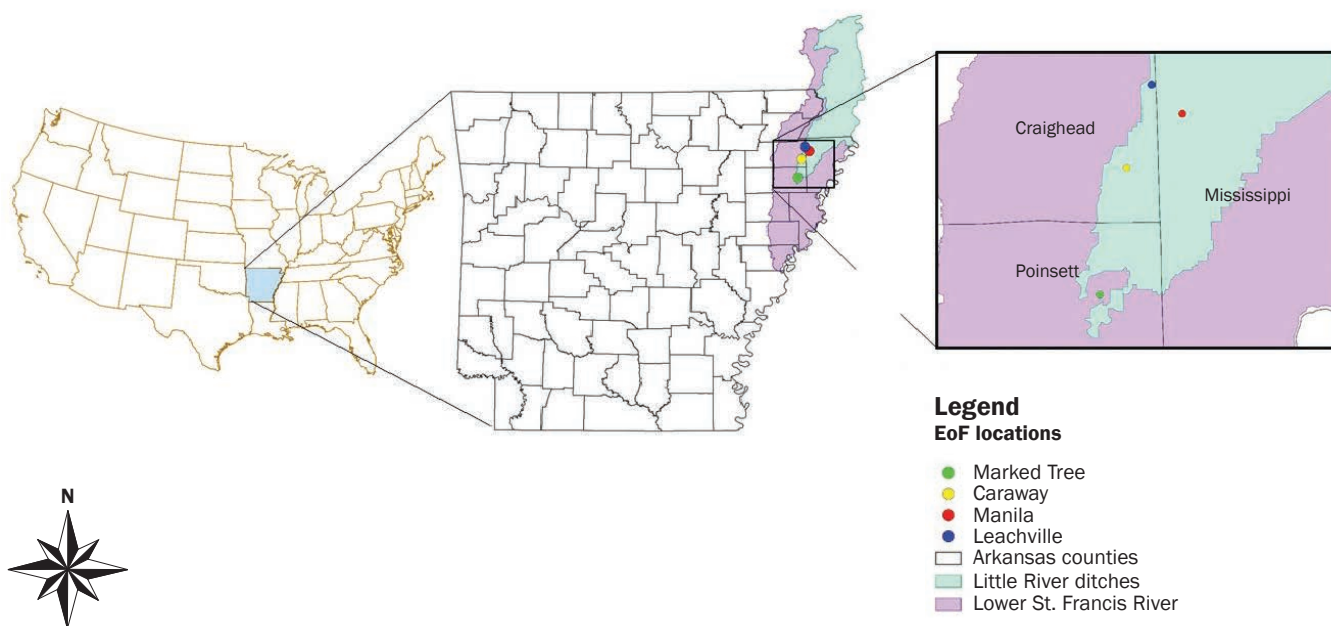 Craighead
Mississippi
Poinsett
Legend
EoF locations
Marked Tree
Caraway
Manila
Leachville
Arkansas counties
Little River ditches
Lower St. Francis River
N